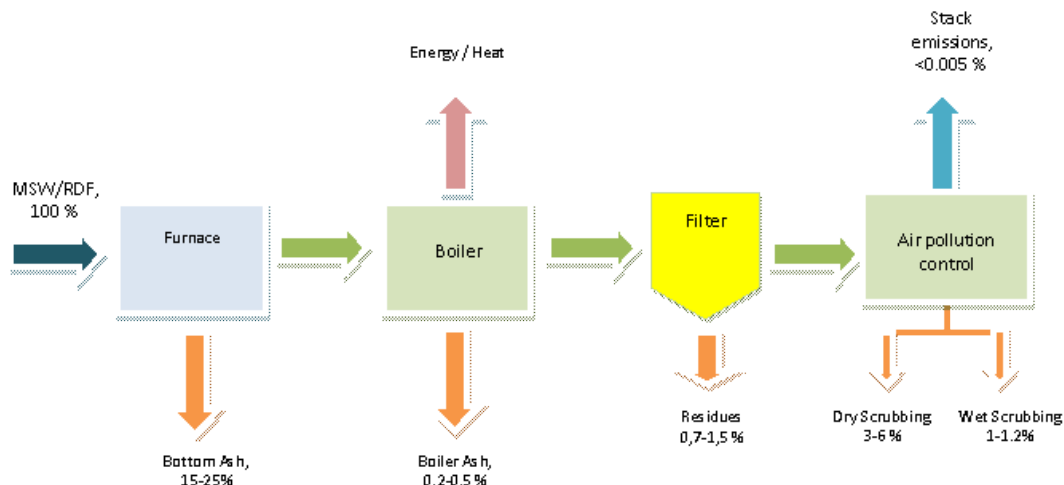 Stack
emissions,
<0.005 %
Energy / Heat
MSW/RDF,
100 %
Furnace
Boiler
Filter
Air pollution
control
Residues
0,7-1,5 %
Dry Scrubbing
3-6 %
Wet Scrubbing
1-1.2%
Bottom Ash,
15-25%
Boiler Ash,
0.2-0.5%